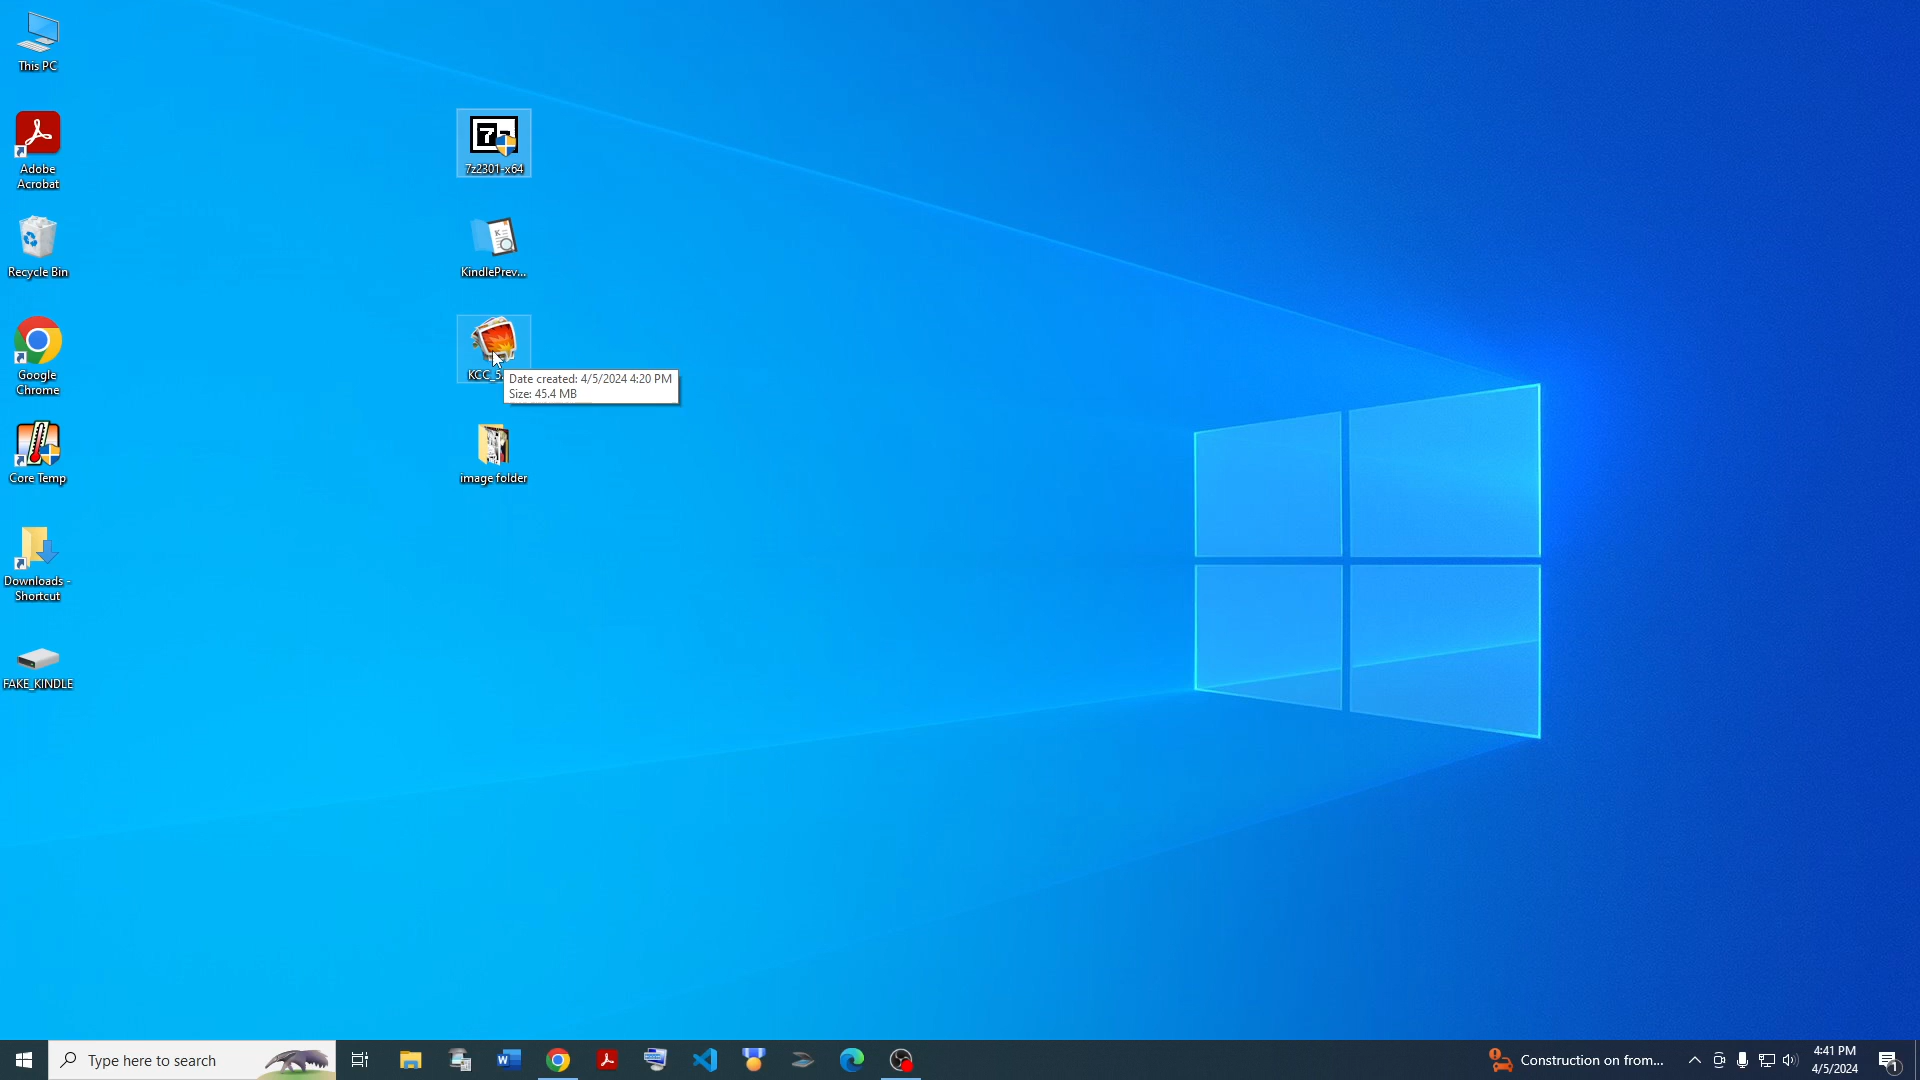 This PC
Adobe
Acrobat
Recycle Bin
Google
Chrome
Core Temp
Downloads -
Shortcut
FAKE_KINDLE
7z2301-x64
KindlePrev...
KCC_5.
Date created: 4/5/2024 4:20 PM
Size: 45.4 MB
image folder
Type here to search
Construction on from...
4:41 PM
4/5/2024
1